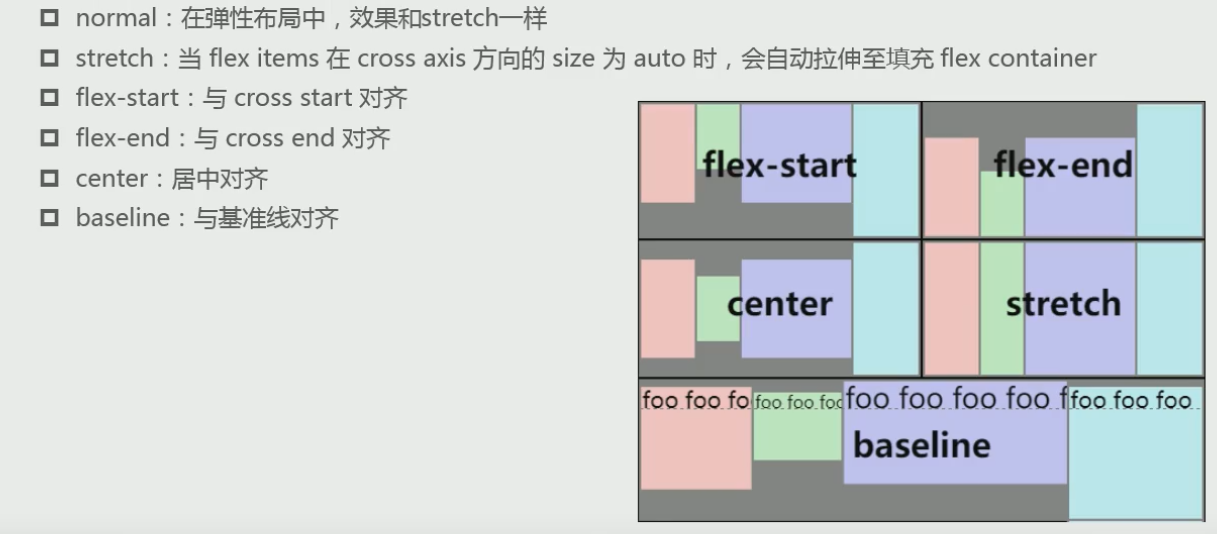 normal：在弹性布局中，效果和stretch一样
stretch：当 flex items 在 cross axis 方向的 size 为 auto 时，会自动拉伸至填充 flex container
flex-start：与 cross start 对齐
flex-end：与 cross end 对齐
center：居中对齐
baseline：与基准线对齐
flex-start
flex-end
center
stretch
foo foo fo
foo foo foo
foo foo foo foo f
foo foo foo
baseline